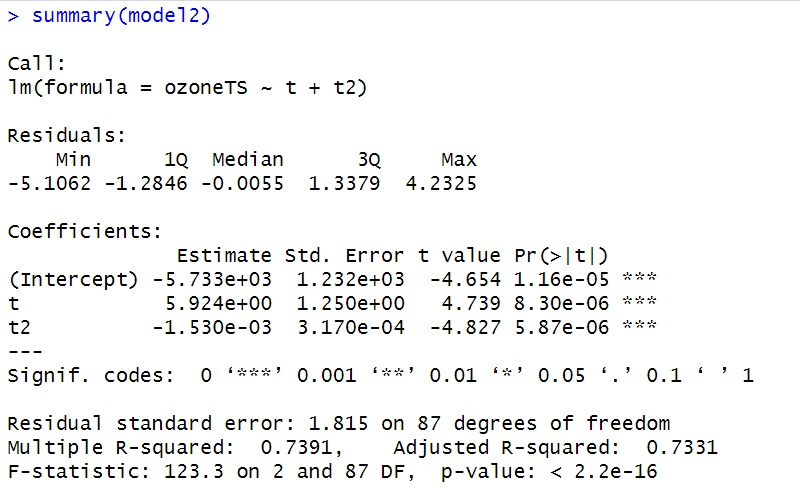 > summary(model2)
Call:
lm(formula = ozoneTS ~ t + t2)
Residuals:
    Min      1Q  Median      3Q     Max
-5.1062 -1.2846 -0.0055  1.3379  4.2325
Coefficients:
              Estimate Std. Error t value Pr(>|t|)
(Intercept) -5.733e+03  1.232e+03  -4.654 1.16e-05 ***
t            5.924e+00  1.250e+00   4.739 8.30e-06 ***
t2          -1.530e-03  3.170e-04  -4.827 5.87e-06 ***
---
Signif. codes:  0 ‘***’ 0.001 ‘**’ 0.01 ‘*’ 0.05 ‘.’ 0.1 ‘ ’ 1
Residual standard error: 1.815 on 87 degrees of freedom
Multiple R-squared:  0.7391,    Adjusted R-squared:  0.7331
F-statistic: 123.3 on 2 and 87 DF,  p-value: < 2.2e-16